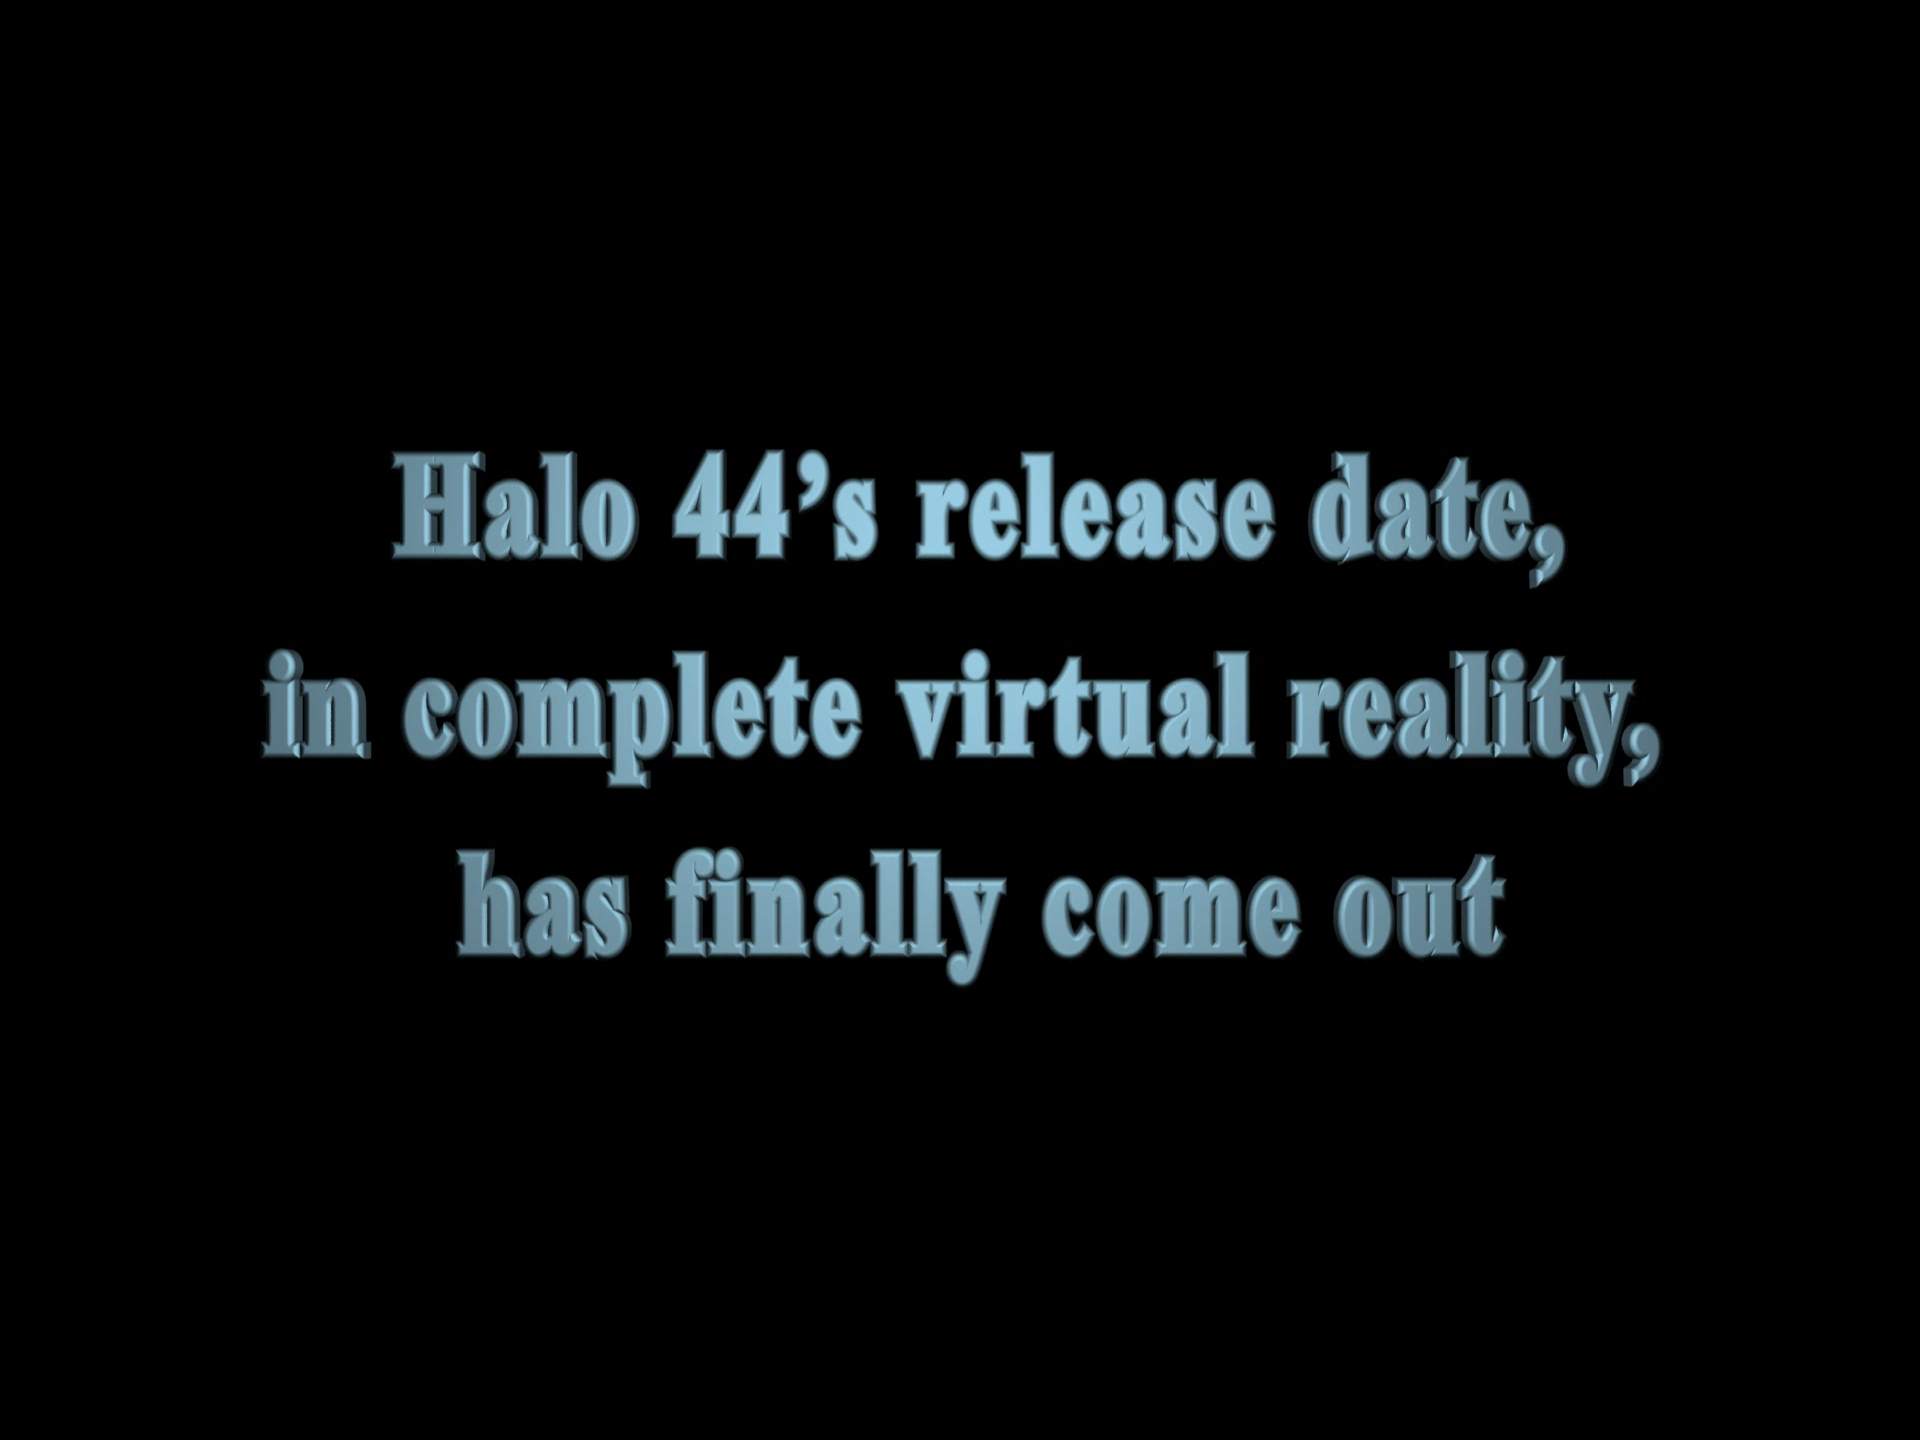 Halo 44’s release date,
in complete virtual reality,
has finally come out